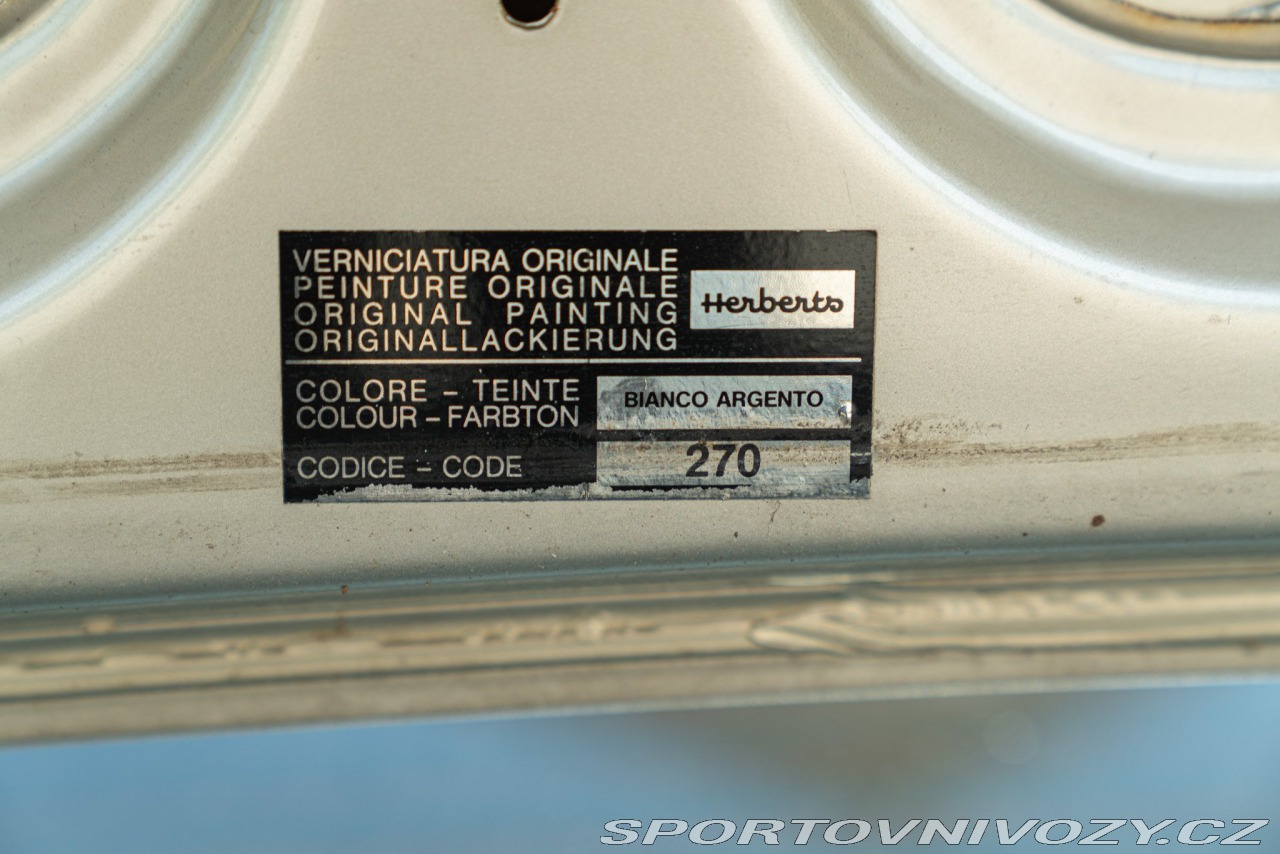 VERNICIATURA ORIGINALE
PEINTURE ORIGINALE
ORIGINAL PAINTING
ORIGINALLACKIERUNG
Herberts
COLORE – TEINTE
COLOUR – FARBTON
BIANCO ARGENTO
CODICE – CODE
270
SPORTOVNIVOZY.CZ